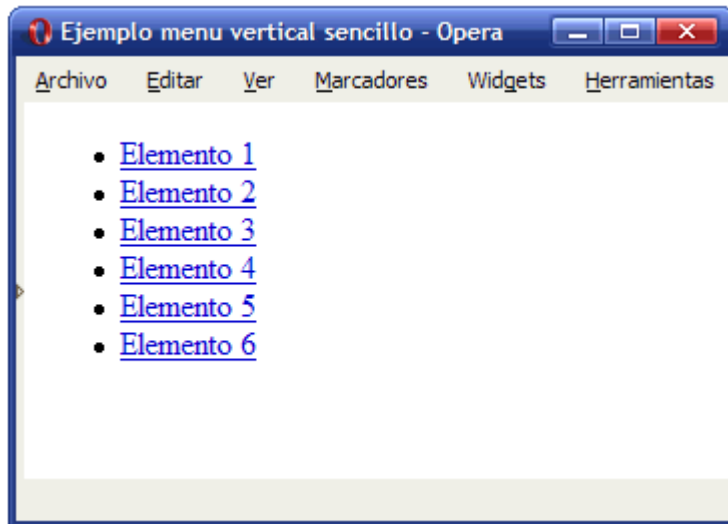 Ejemplo menu vertical sencillo - Opera
Archivo Editar Ver Marcadores Widgets Herramientas
Elemento 1
Elemento 2
Elemento 3
Elemento 4
Elemento 5
Elemento 6